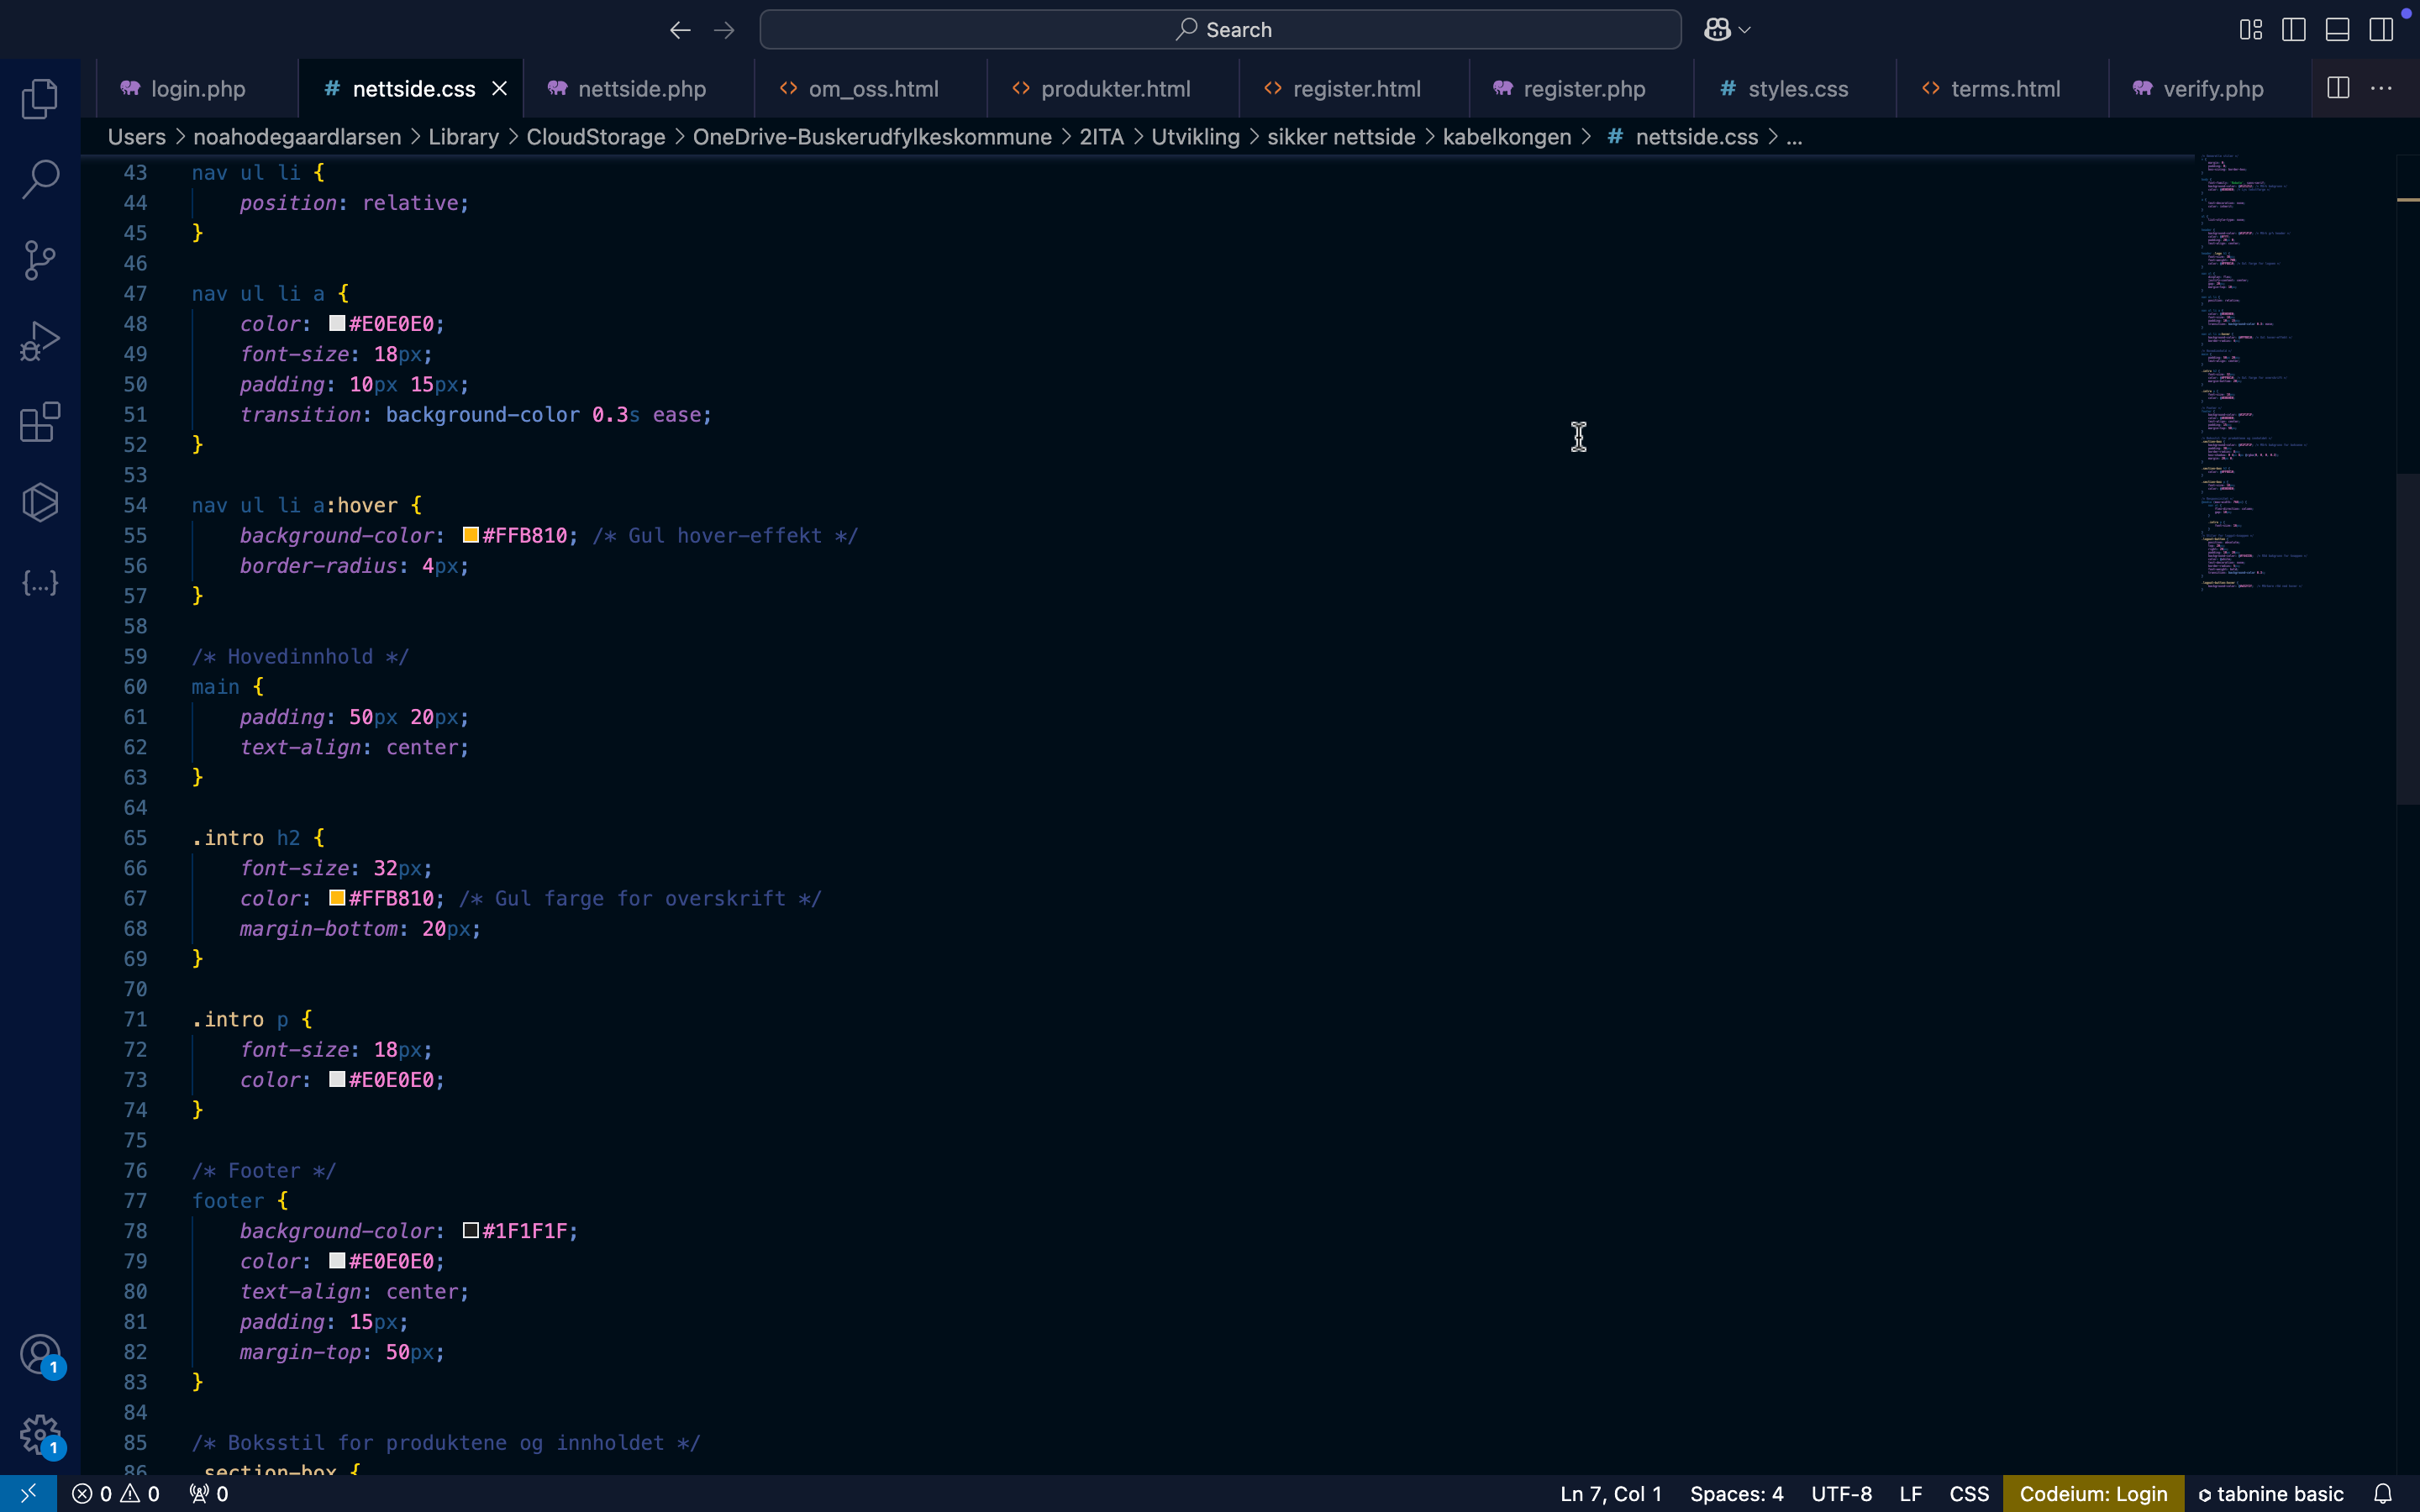 Search
login.php
nettside.css
nettside.php
om_oss.html
produkter.html
register.html
register.php
styles.css
terms.html
verify.php
Users > noahodegaardlarsen > Library > CloudStorage > OneDrive-Buskerudfylkeskommune > 2ITA > Utvikling > sikker nettside > kabelkongen > # nettside.css > ...
43 nav ul li {
44 position: relative;
45 }
46
47 nav ul li a {
48 color: #E0E0E0;
49 font-size: 18px;
50 padding: 10px 15px;
51 transition: background-color 0.3s ease;
52 }
53
54 nav ul li a:hover {
55 background-color: #FFB810; /* Gul hover-effekt */
56 border-radius: 4px;
57 }
58
59 /* Hovedinnhold */
60 main {
61 padding: 50px 20px;
62 text-align: center;
63 }
64
65 .intro h2 {
66 font-size: 32px;
67 color: #FFB810; /* Gul farge for overskrift */
68 margin-bottom: 20px;
69 }
70
71 .intro p {
72 font-size: 18px;
73 color: #E0E0E0;
74 }
75
76 /* Footer */
77 footer {
78 background-color: #1F1F1F;
79 color: #E0E0E0;
80 text-align: center;
81 padding: 15px;
82 margin-top: 50px;
83 }
84
85 /* Boksstil for produktene og innholdet */
86 .section-box {
1
1
0 0 0
Ln 7, Col 1 Spaces: 4 UTF-8 LF CSS Codeium: Login tabnine basic